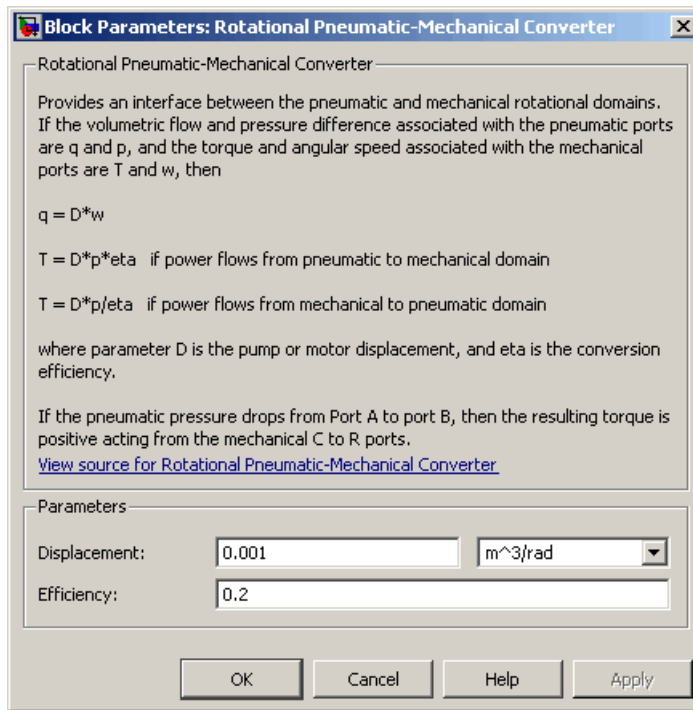 Block Parameters: Rotational Pneumatic-Mechanical Converter
Rotational Pneumatic-Mechanical Converter
Provides an interface between the pneumatic and mechanical rotational domains.
If the volumetric flow and pressure difference associated with the pneumatic ports
are q and p, and the torque and angular speed associated with the mechanical
ports are T and w, then
q = D*w
T = D*p*eta   if power flows from pneumatic to mechanical domain
T = D*p/eta   if power flows from mechanical to pneumatic domain
where parameter D is the pump or motor displacement, and eta is the conversion
efficiency.
If the pneumatic pressure drops from Port A to port B, then the resulting torque is
positive acting from the mechanical C to R ports.
View source for Rotational Pneumatic-Mechanical Converter
Parameters
Displacement: 0.001 m^3/rad
Efficiency: 0.2
OK Cancel Help Apply